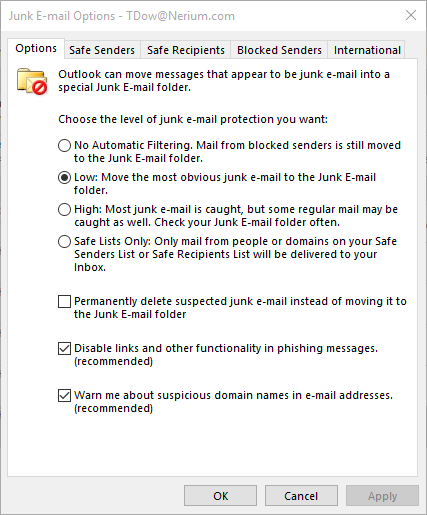 Junk E-mail Options - TDow@Nerium.com
Options Safe Senders Safe Recipients Blocked Senders International
Outlook can move messages that appear to be junk e-mail into a
special Junk E-mail folder.
Choose the level of junk e-mail protection you want:
No Automatic Filtering. Mail from blocked senders is still moved
to the Junk E-mail folder.
Low: Move the most obvious junk e-mail to the Junk E-mail
folder.
High: Most junk e-mail is caught, but some regular mail may be
caught as well. Check your Junk E-mail folder often.
Safe Lists Only: Only mail from people or domains on your Safe
Senders List or Safe Recipients List will be delivered to your
Inbox.
Permanently delete suspected junk e-mail instead of moving it to
the Junk E-mail folder
Disable links and other functionality in phishing messages.
(recommended)
Warn me about suspicious domain names in e-mail addresses.
(recommended)
OK Cancel Apply